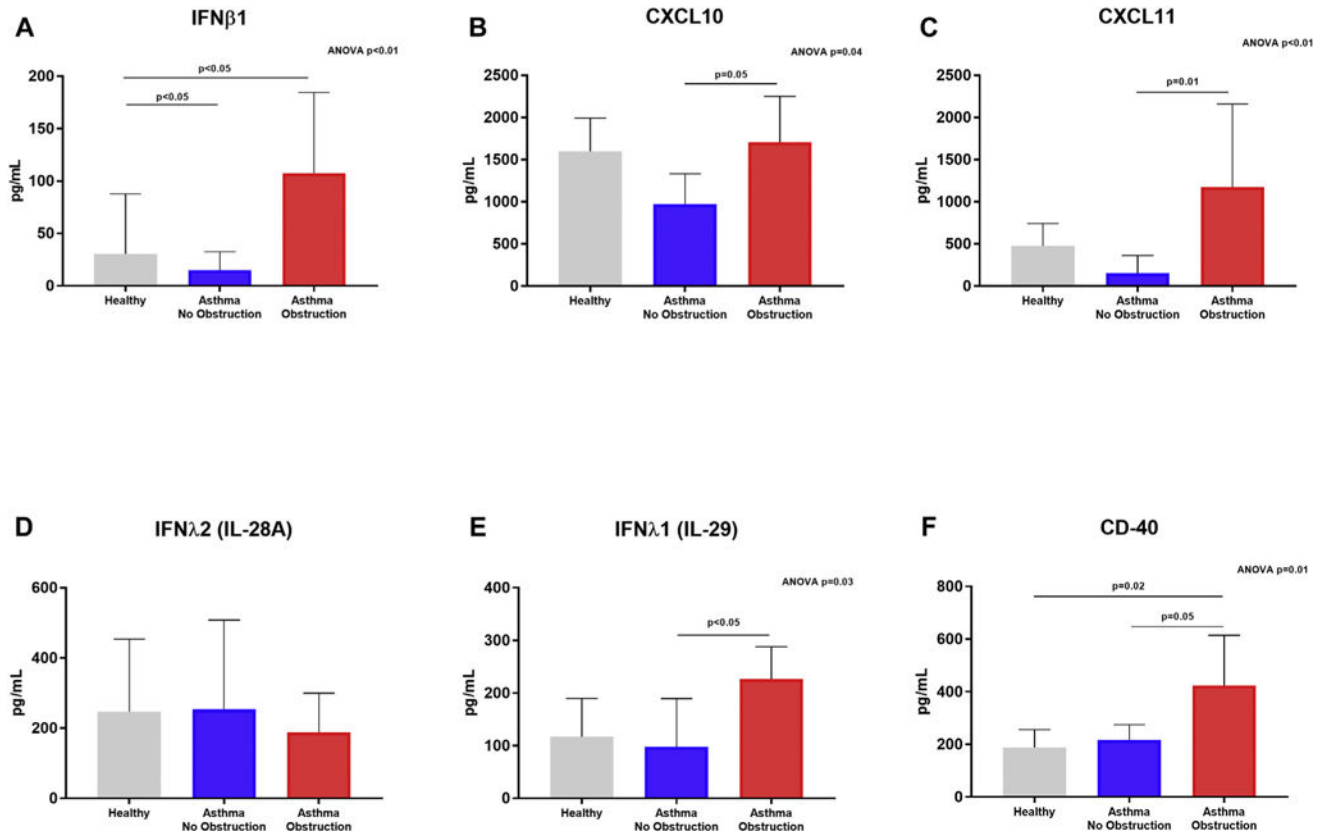 A
IFNβ1
ANOVA p<0.01
200
p<0.05
p<0.05
150
100
50
0
pg/mL
Healthy
Asthma
No Obstruction
Asthma
Obstruction
B
CXCL10
ANOVA p=0.04
2500
p=0.05
2000
1500
1000
500
0
pg/mL
Healthy
Asthma
No Obstruction
Asthma
Obstruction
C
CXCL11
ANOVA p<0.01
2500
p=0.01
2000
1500
1000
500
0
pg/mL
Healthy
Asthma
No Obstruction
Asthma
Obstruction
D
IFNλ2 (IL-28A)
600
400
200
0
pg/mL
Healthy
Asthma
No Obstruction
Asthma
Obstruction
E
IFNλ1 (IL-29)
ANOVA p=0.03
400
p<0.05
300
200
100
0
pg/mL
Healthy
Asthma
No Obstruction
Asthma
Obstruction
F
CD-40
ANOVA p=0.01
800
p=0.02
p=0.05
600
400
200
0
pg/mL
Healthy
Asthma
No Obstruction
Asthma
Obstruction